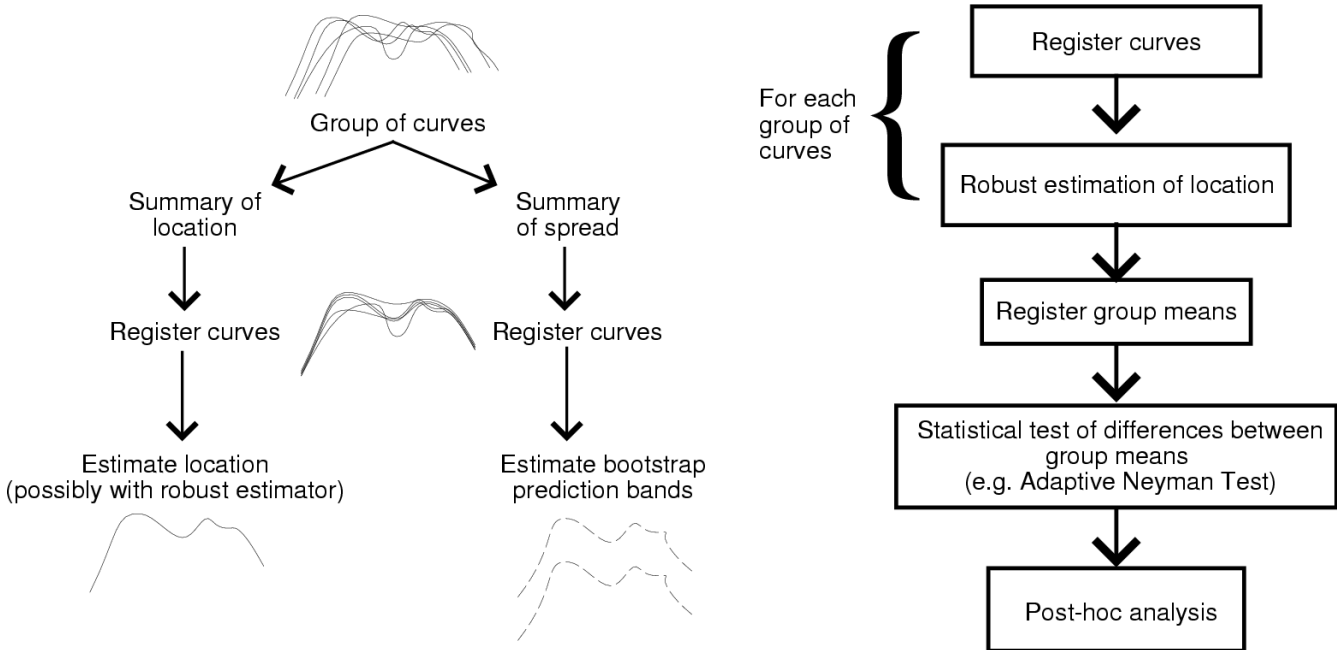 Group of curves
Summary of
location
Summary
of spread
Register curves
Register curves
Estimate location
(possibly with robust estimator)
Estimate bootstrap
prediction bands
For each
group of
curves
Register curves
Robust estimation of location
Register group means
Statistical test of differences between
group means
(e.g. Adaptive Neyman Test)
Post-hoc analysis